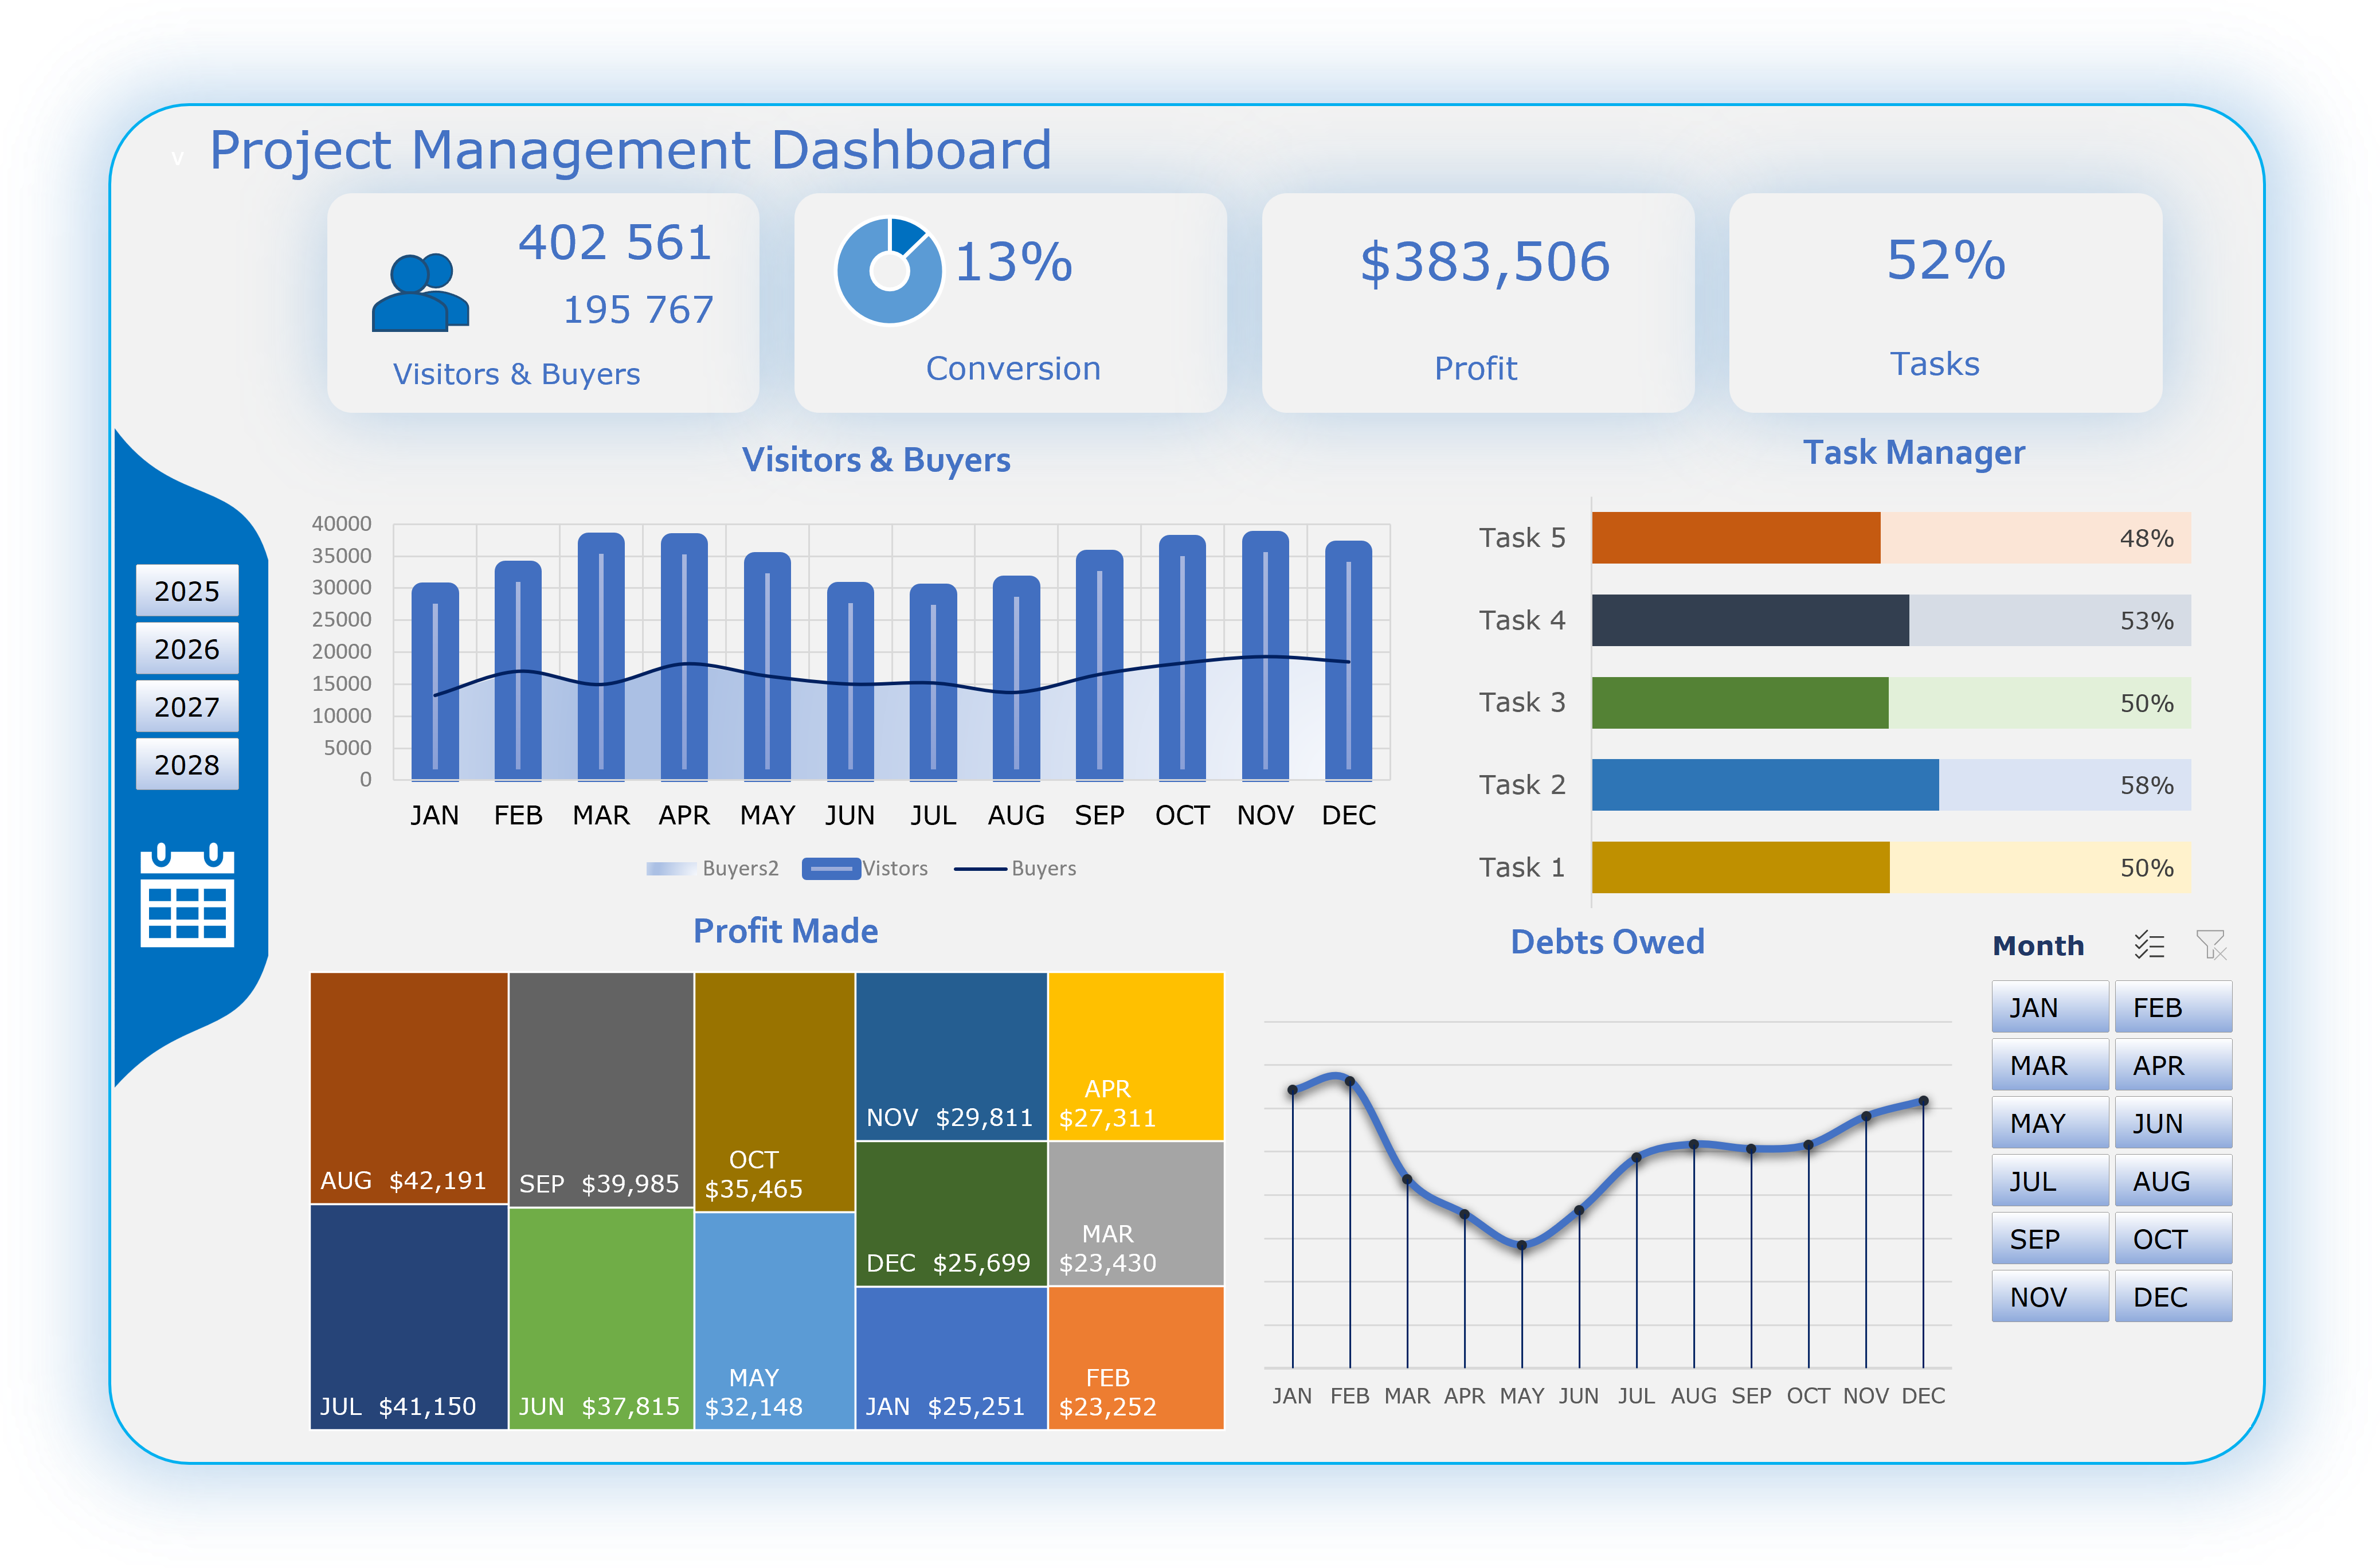 v Project Management Dashboard
402 561
195 767
Visitors & Buyers
13%
Conversion
$383,506
Profit
52%
Tasks
2025
2026
2027
2028
Visitors & Buyers
40000
35000
30000
25000
20000
15000
10000
5000
0
JAN FEB MAR APR MAY JUN JUL AUG SEP OCT NOV DEC
Buyers2 Vistors Buyers
Task Manager
Task 5 48%
Task 4 53%
Task 3 50%
Task 2 58%
Task 1 50%
Profit Made
AUG $42,191
JUL $41,150
SEP $39,985
JUN $37,815
OCT
$35,465
MAY
$32,148
NOV $29,811
DEC $25,699
JAN $25,251
APR
$27,311
MAR
$23,430
FEB
$23,252
Debts Owed
JAN FEB MAR APR MAY JUN JUL AUG SEP OCT NOV DEC
Month
JAN FEB
MAR APR
MAY JUN
JUL AUG
SEP OCT
NOV DEC